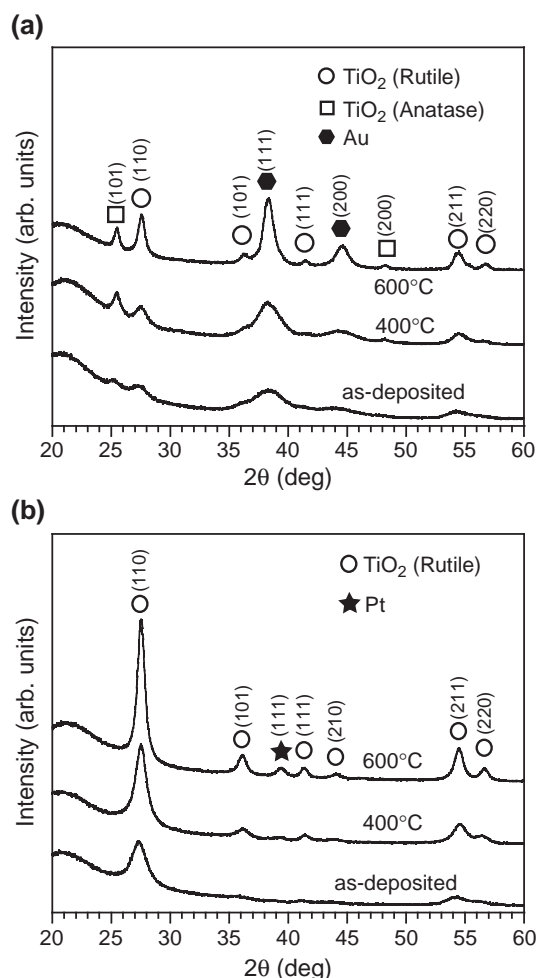 (a)
TiO2 (Rutile)
TiO2 (Anatase)
Au
(101)
(110)
(101)
(111)
(111)
(200)
(200)
(211)
(220)
600°C
400°C
as-deposited
Intensity (arb. units)
20 25 30 35 40 45 50 55 60
2θ (deg)
(b)
TiO2 (Rutile)
Pt
(110)
(101)
(111)
(111)
(210)
(211)
(220)
600°C
400°C
as-deposited
Intensity (arb. units)
20 25 30 35 40 45 50 55 60
2θ (deg)